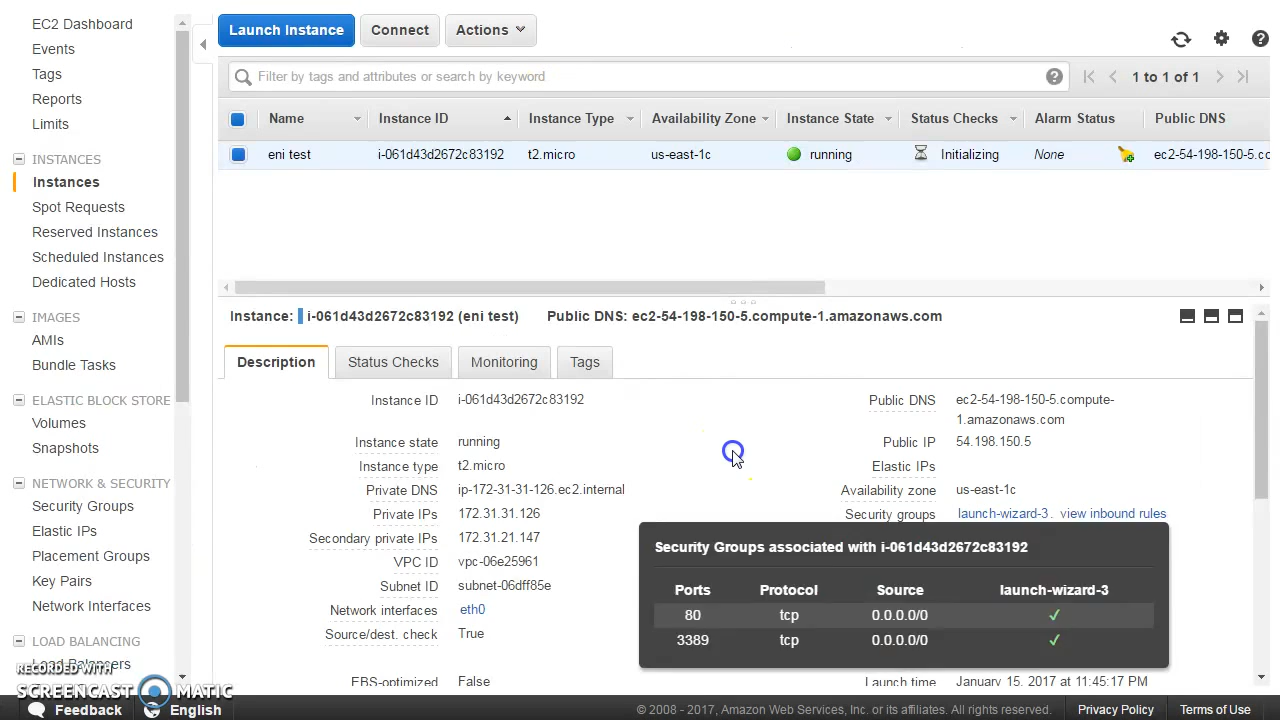 EC2 Dashboard
Events
Tags
Reports
Limits
INSTANCES
Instances
Spot Requests
Reserved Instances
Scheduled Instances
Dedicated Hosts
IMAGES
AMIs
Bundle Tasks
ELASTIC BLOCK STORE
Volumes
Snapshots
NETWORK & SECURITY
Security Groups
Elastic IPs
Placement Groups
Key Pairs
Network Interfaces
LOAD BALANCING
Load Balancers
RECORDED WITH
SCREENCAST MATIC
Launch Instance Connect Actions
Filter by tags and attributes or search by keyword
1 to 1 of 1
Name Instance ID Instance Type Availability Zone Instance State Status Checks Alarm Status Public DNS
eni test i-061d43d2672c83192 t2.micro us-east-1c running Initializing None ec2-54-198-150-5.co
Instance: i-061d43d2672c83192 (eni test) Public DNS: ec2-54-198-150-5.compute-1.amazonaws.com
Description Status Checks Monitoring Tags
Instance ID i-061d43d2672c83192
Instance state running
Instance type t2.micro
Private DNS ip-172-31-31-126.ec2.internal
Private IPs 172.31.31.126
Secondary private IPs 172.31.21.147
VPC ID vpc-06e25961
Subnet ID subnet-06dff85e
Network interfaces eth0
Source/dest. check True
EBS-optimized False
Public DNS ec2-54-198-150-5.compute-
1.amazonaws.com
Public IP 54.198.150.5
Elastic IPs
Availability zone us-east-1c
Security groups launch-wizard-3. view inbound rules
Security Groups associated with i-061d43d2672c83192
Ports Protocol Source launch-wizard-3
80 tcp 0.0.0.0/0 ✓
3389 tcp 0.0.0.0/0 ✓
Launch time January 15, 2017 at 11:45:17 PM
Feedback English © 2008 - 2017, Amazon Web Services, Inc. or its affiliates. All rights reserved. Privacy Policy Terms of Use